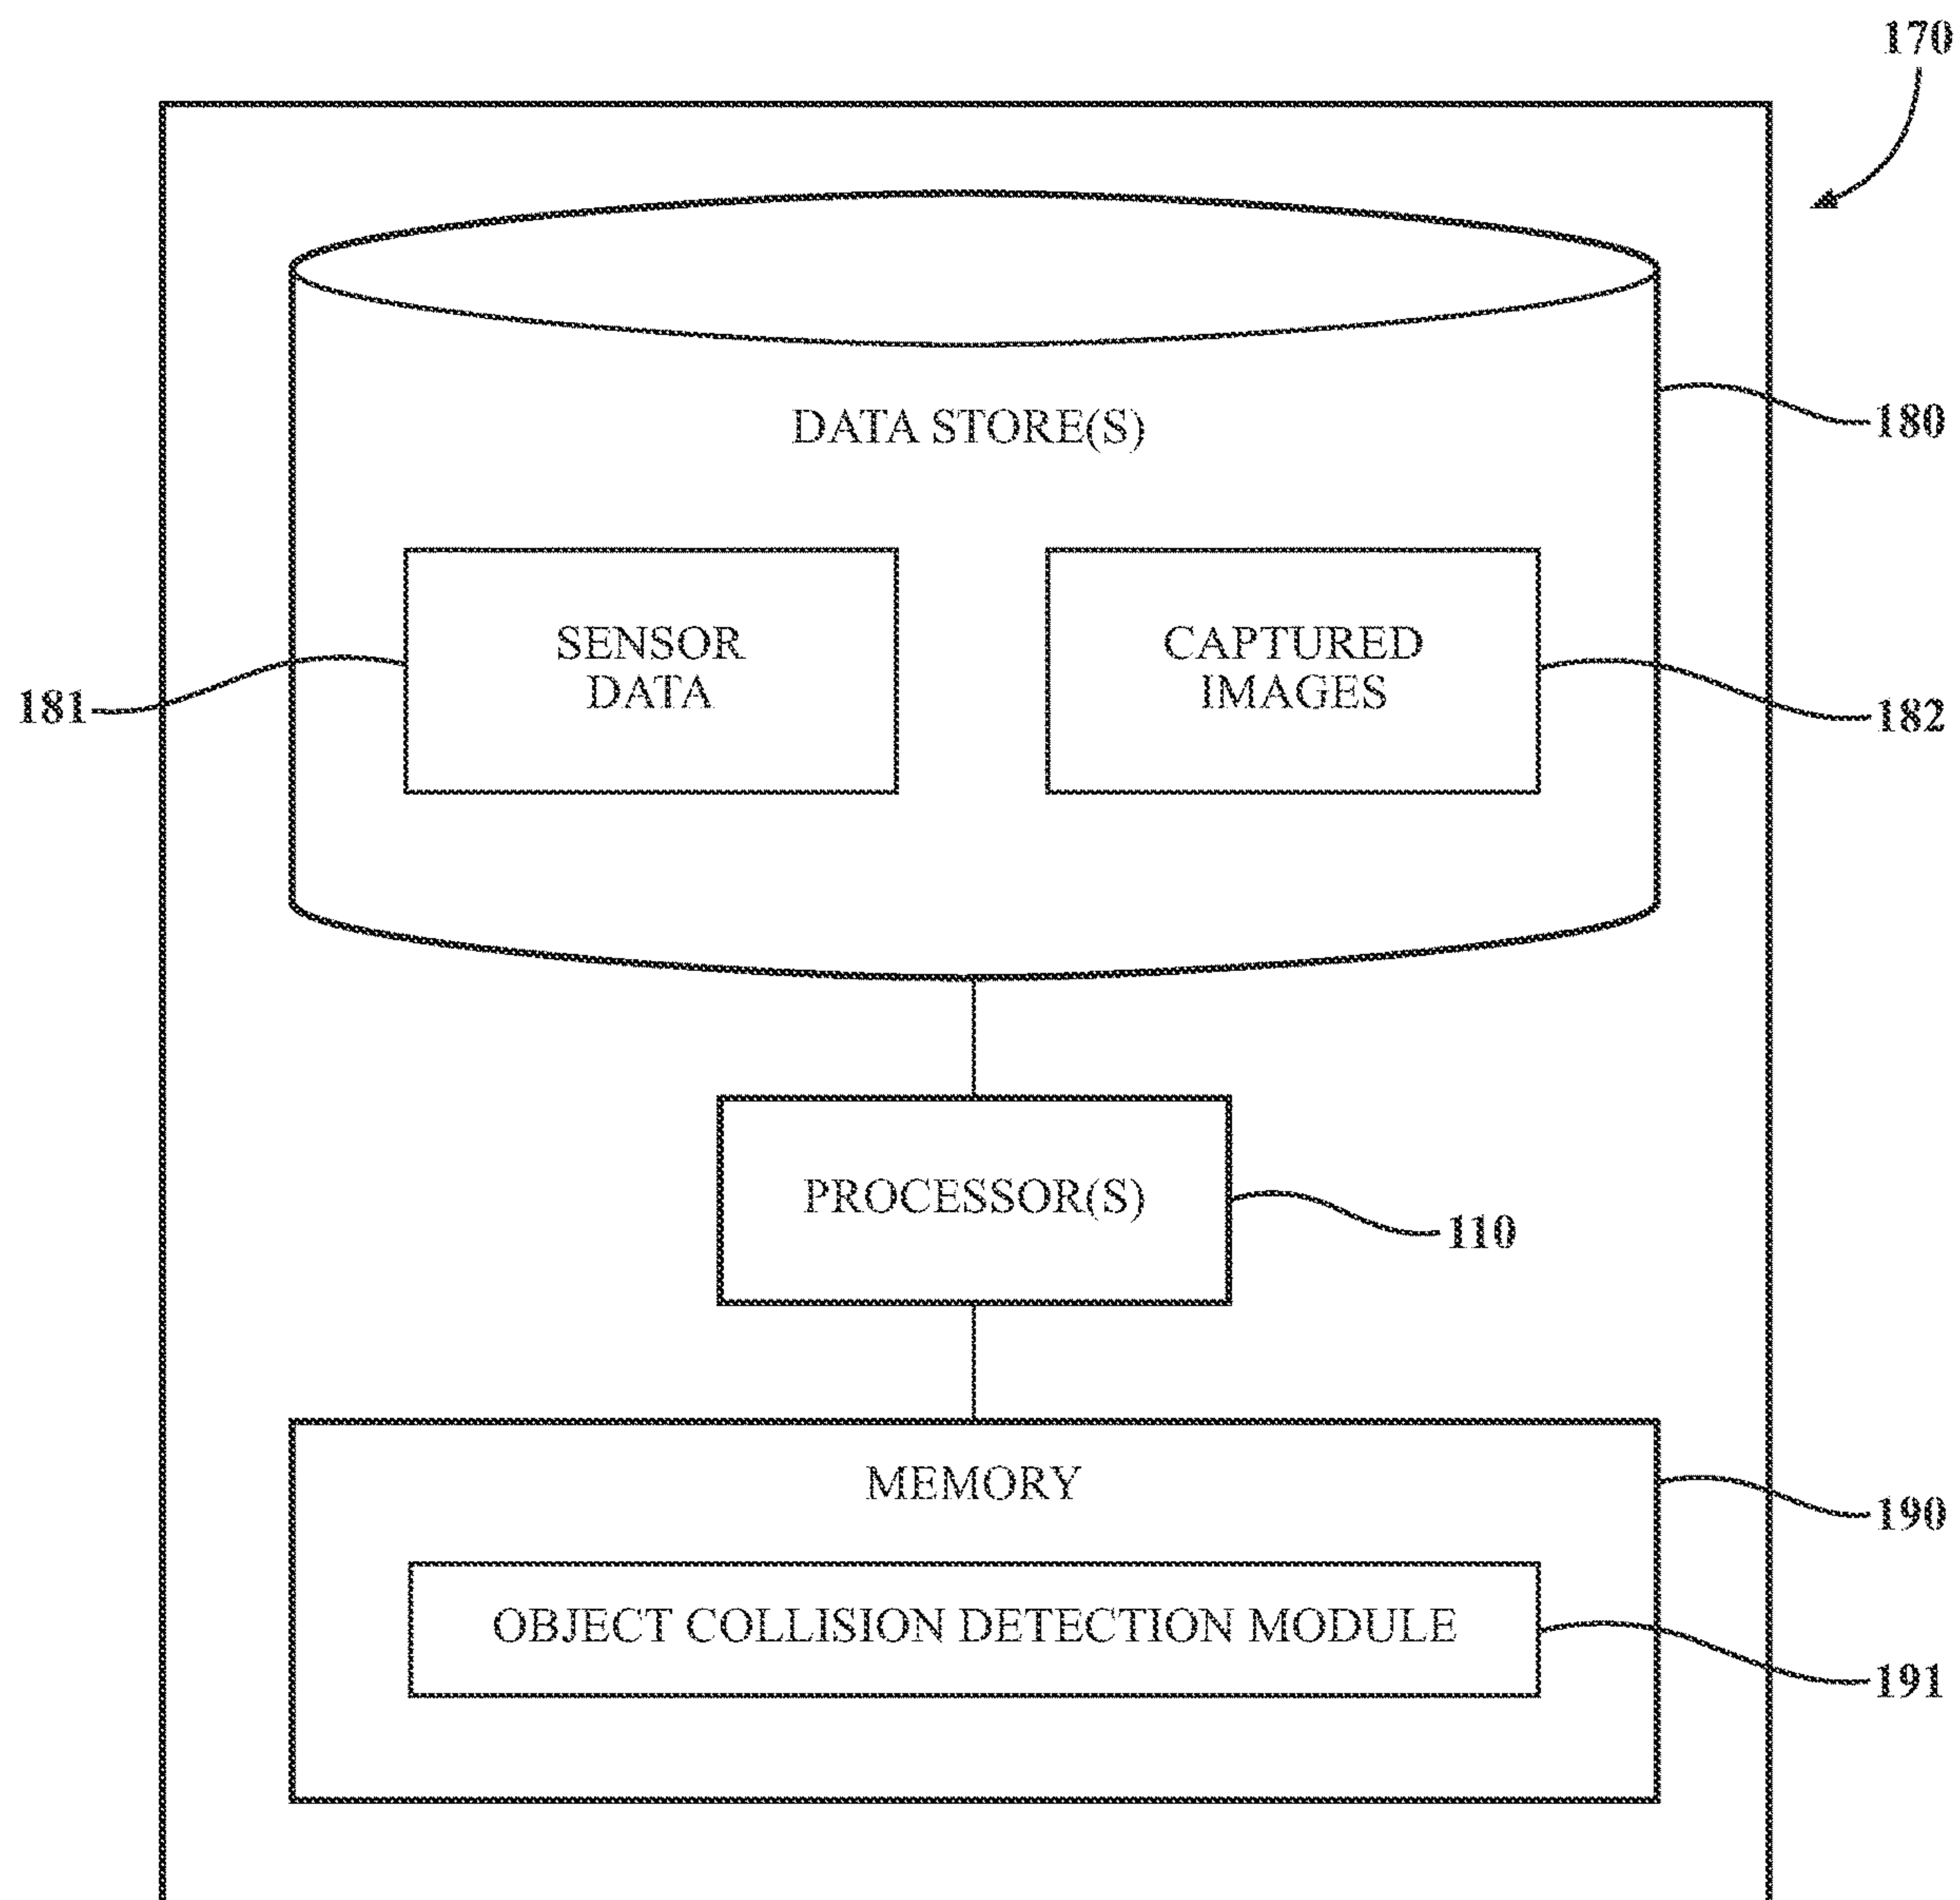 170
DATA STORE(S)
180
SENSOR
DATA
CAPTURED
IMAGES
181
182
PROCESSOR(S)
110
MEMORY
190
OBJECT COLLISION DETECTION MODULE
191